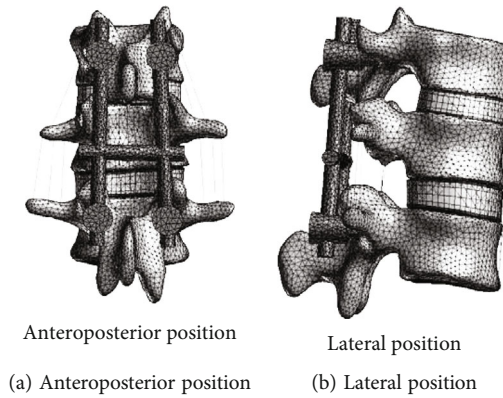 Anteroposterior position
Lateral position
(a) Anteroposterior position
(b) Lateral position